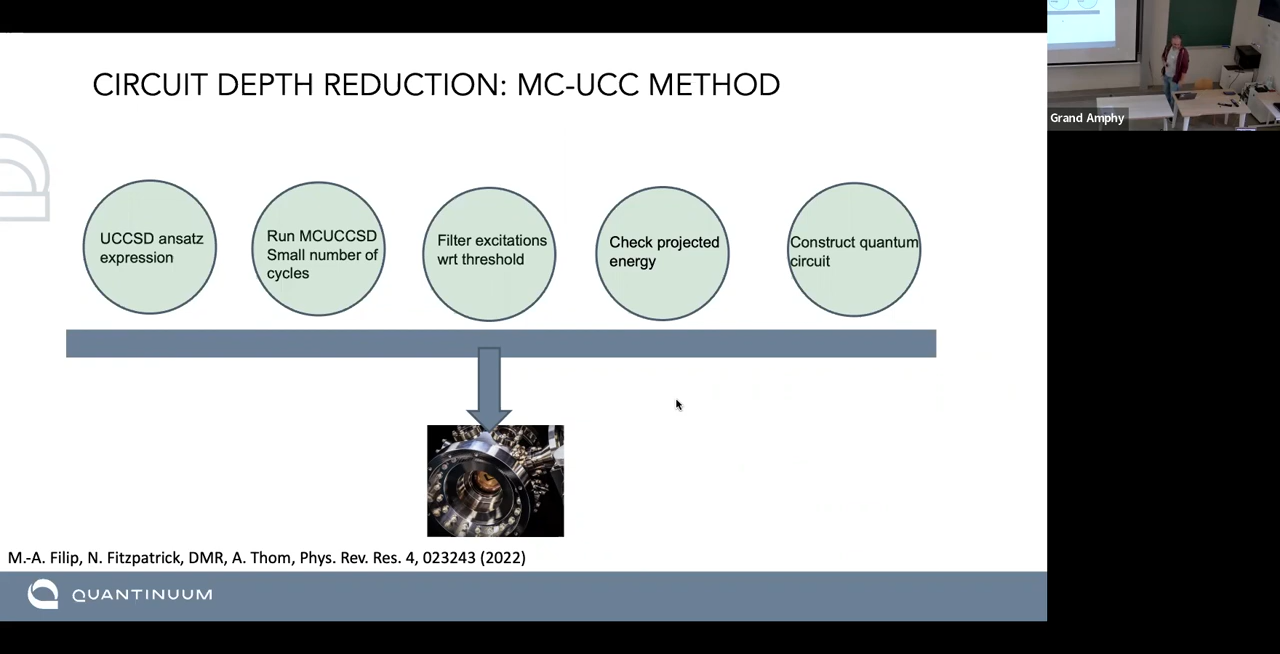 CIRCUIT DEPTH REDUCTION: MC-UCC METHOD
Grand Amphy
UCCSD ansatz
expression
Run MCUCCSD
Small number of
cycles
Filter excitations
wrt threshold
Check projected
energy
Construct quantum
circuit
M.-A. Filip, N. Fitzpatrick, DMR, A. Thom, Phys. Rev. Res. 4, 023243 (2022)
QUANTINUUM